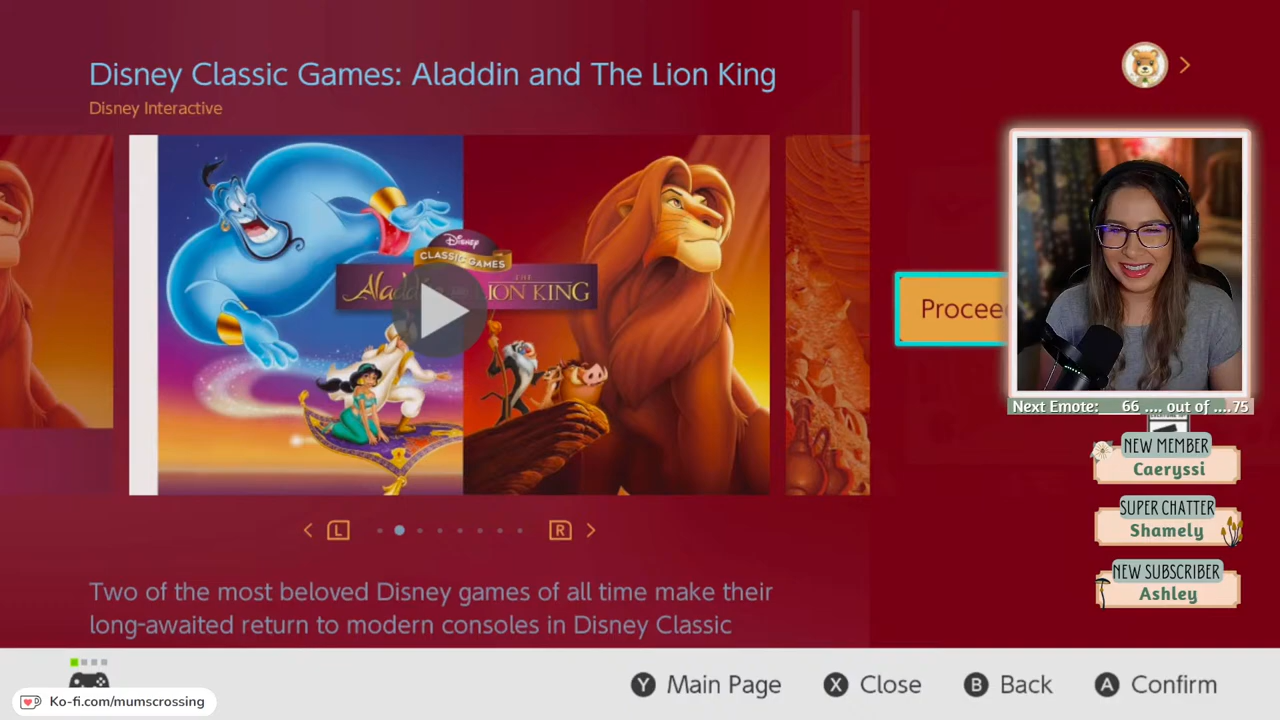 Disney Classic Games: Aladdin and The Lion King
Disney Interactive
Disney
CLASSIC GAMES
THE
LION KING
Next Emote: 66 .... out of ....75
NEW MEMBER
Caeryssi
SUPER CHATTER
Shamely
NEW SUBSCRIBER
Ashley
L
R
Two of the most beloved Disney games of all time make their
long-awaited return to modern consoles in Disney Classic
Y Main Page X Close B Back A Confirm
Ko-fi.com/mumscrossing